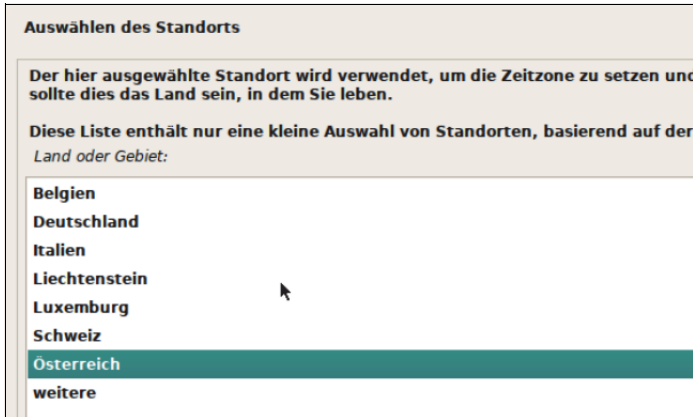 Auswählen des Standorts
Der hier ausgewählte Standort wird verwendet, um die Zeitzone zu setzen und
sollte dies das Land sein, in dem Sie leben.
Diese Liste enthält nur eine kleine Auswahl von Standorten, basierend auf der
Land oder Gebiet:
Belgien
Deutschland
Italien
Liechtenstein
Luxemburg
Schweiz
Österreich
weitere